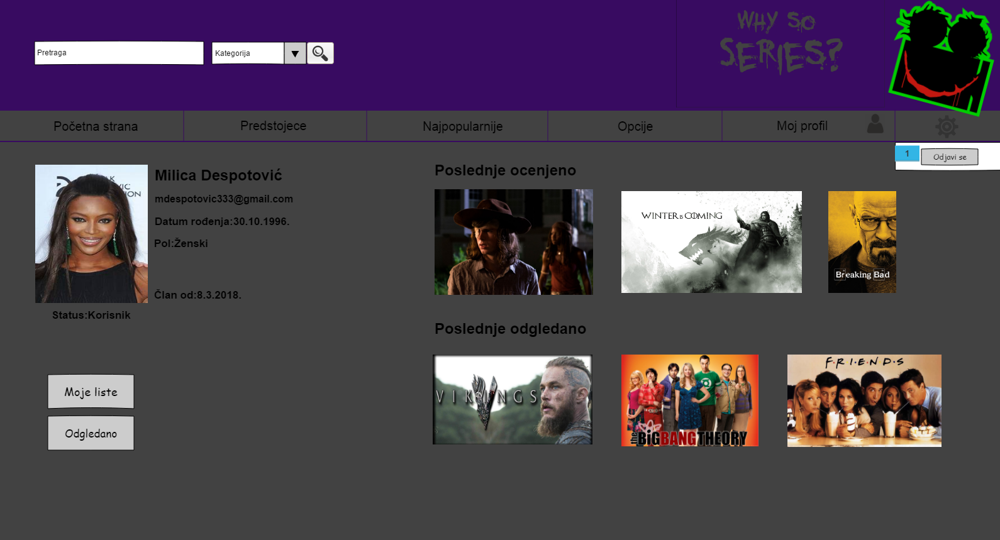 WHY SO
SERIES?
Pretraga
Kategorija
Početna strana
Predstojece
Najpopularnije
Opcije
Moj profil
1
Odjavi se
Milica Despotović
mdespotovic333@gmail.com
Datum rođenja:30.10.1996.
Pol:Ženski
Član od:8.3.2018.
Status:Korisnik
Moje liste
Odgledano
Poslednje ocenjeno
WINTER IS COMING
Breaking Bad
Poslednje odgledano
VIKINGS
the BIG BANG THEORY
F·R·I·E·N·D·S